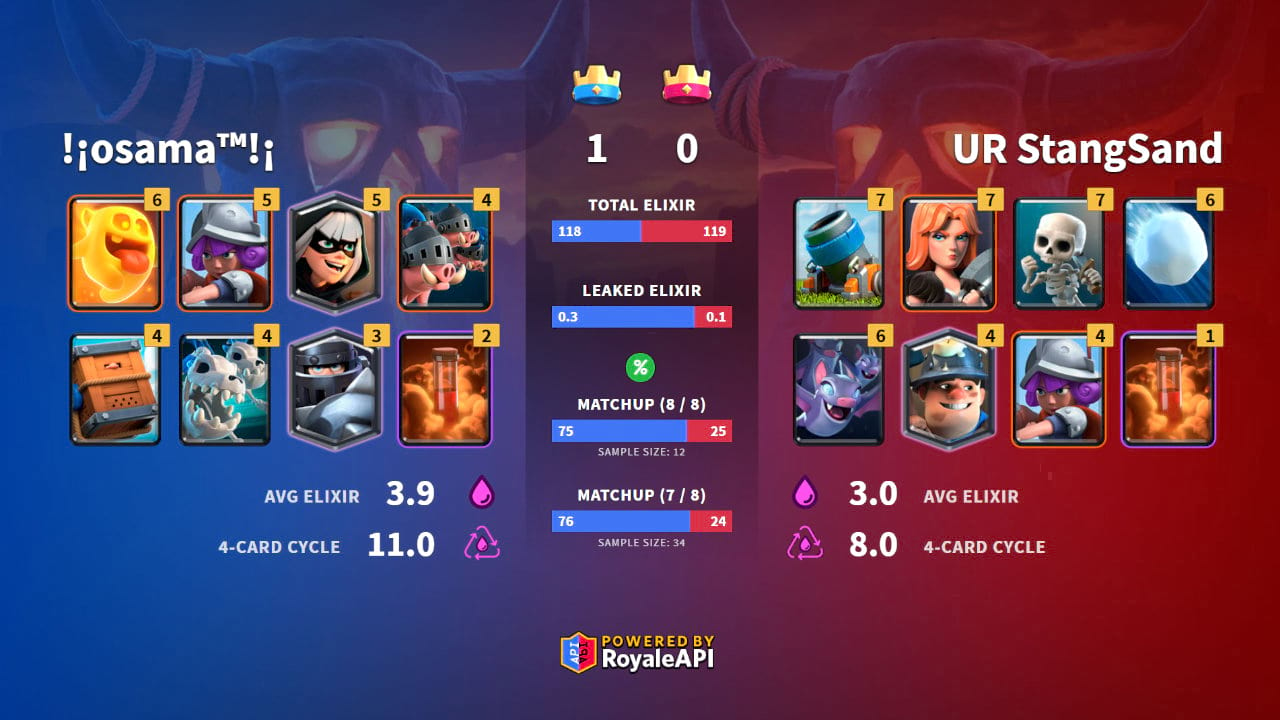 1 0
!¡osama™!¡
UR StangSand
6 5 5 4
4 4 3 2
AVG ELIXIR 3.9
4-CARD CYCLE 11.0
TOTAL ELIXIR
118 119
LEAKED ELIXIR
0.3 0.1
%
MATCHUP (8 / 8)
75 25
SAMPLE SIZE: 12
MATCHUP (7 / 8)
76 24
SAMPLE SIZE: 34
7 7 7 6
6 4 4 1
3.0 AVG ELIXIR
8.0 4-CARD CYCLE
API API
POWERED BY
RoyaleAPI